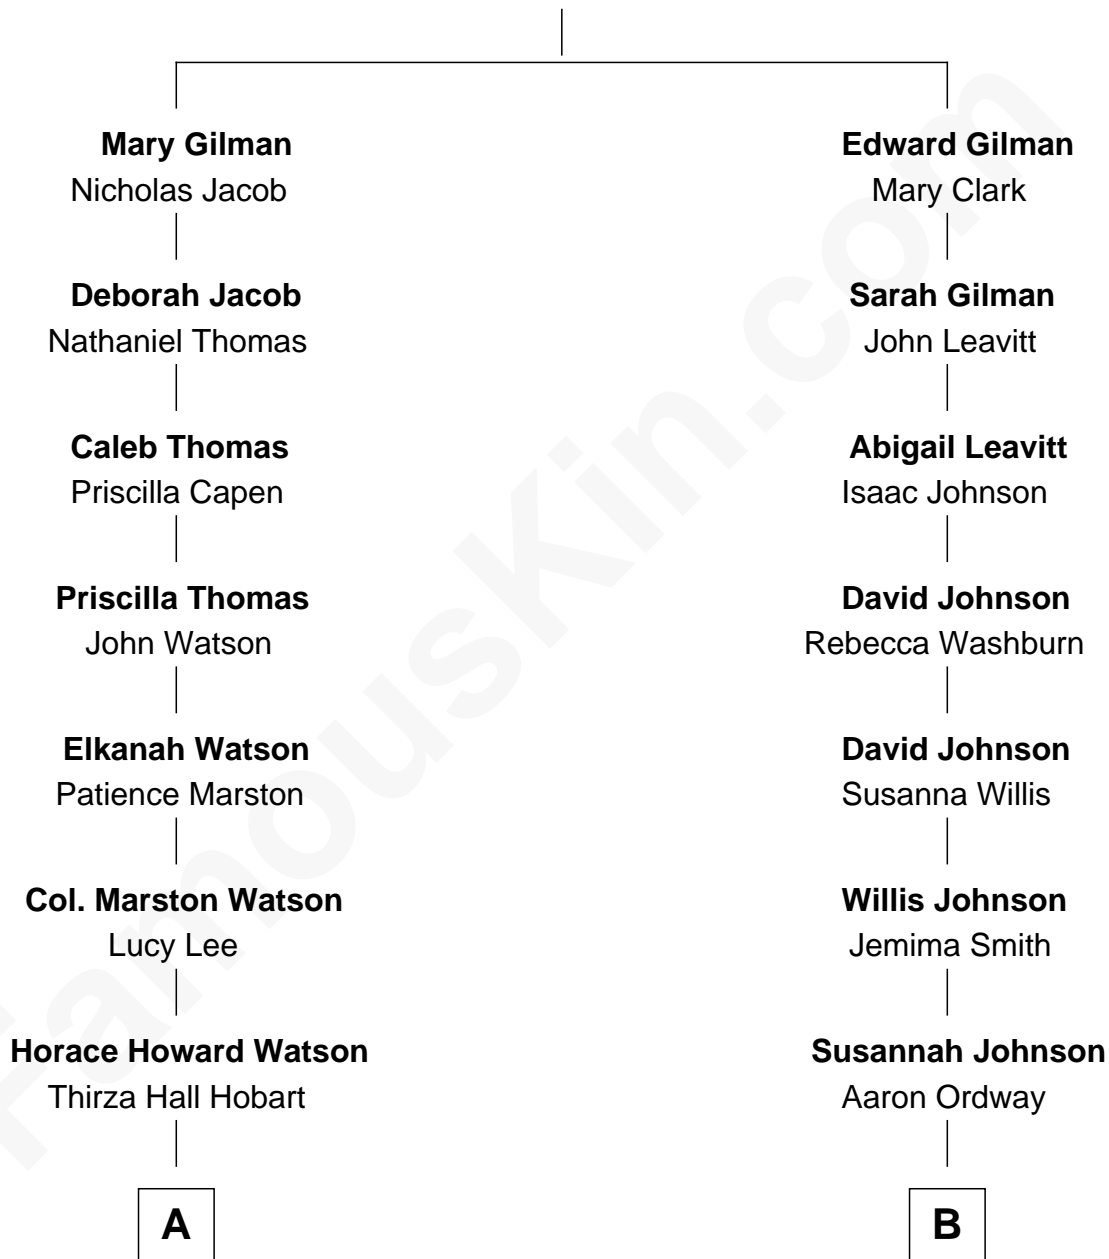 Mary Gilman
Nicholas Jacob
Deborah Jacob
Nathaniel Thomas
Caleb Thomas
Priscilla Capen
Priscilla Thomas
John Watson
Elkanah Watson
Patience Marston
Col. Marston Watson
Lucy Lee
Horace Howard Watson
Thirza Hall Hobart
A
Edward Gilman
Mary Clark
Sarah Gilman
John Leavitt
Abigail Leavitt
Isaac Johnson
David Johnson
Rebecca Washburn
David Johnson
Susanna Willis
Willis Johnson
Jemima Smith
Susannah Johnson
Aaron Ordway
B
FamousKin.com